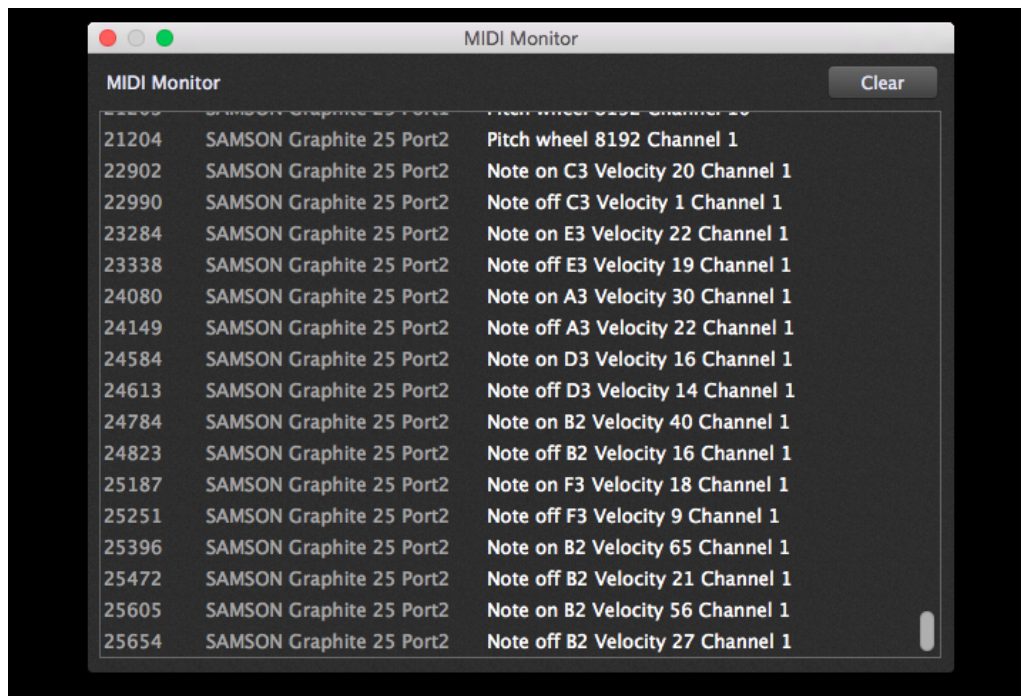 MIDI Monitor
MIDI Monitor Clear
21204 SAMSON Graphite 25 Port2 Pitch wheel 8192 Channel 1
22902 SAMSON Graphite 25 Port2 Note on C3 Velocity 20 Channel 1
22990 SAMSON Graphite 25 Port2 Note off C3 Velocity 1 Channel 1
23284 SAMSON Graphite 25 Port2 Note on E3 Velocity 22 Channel 1
23338 SAMSON Graphite 25 Port2 Note off E3 Velocity 19 Channel 1
24080 SAMSON Graphite 25 Port2 Note on A3 Velocity 30 Channel 1
24149 SAMSON Graphite 25 Port2 Note off A3 Velocity 22 Channel 1
24584 SAMSON Graphite 25 Port2 Note on D3 Velocity 16 Channel 1
24613 SAMSON Graphite 25 Port2 Note off D3 Velocity 14 Channel 1
24784 SAMSON Graphite 25 Port2 Note on B2 Velocity 40 Channel 1
24823 SAMSON Graphite 25 Port2 Note off B2 Velocity 16 Channel 1
25187 SAMSON Graphite 25 Port2 Note on F3 Velocity 18 Channel 1
25251 SAMSON Graphite 25 Port2 Note off F3 Velocity 9 Channel 1
25396 SAMSON Graphite 25 Port2 Note on B2 Velocity 65 Channel 1
25472 SAMSON Graphite 25 Port2 Note off B2 Velocity 21 Channel 1
25605 SAMSON Graphite 25 Port2 Note on B2 Velocity 56 Channel 1
25654 SAMSON Graphite 25 Port2 Note off B2 Velocity 27 Channel 1